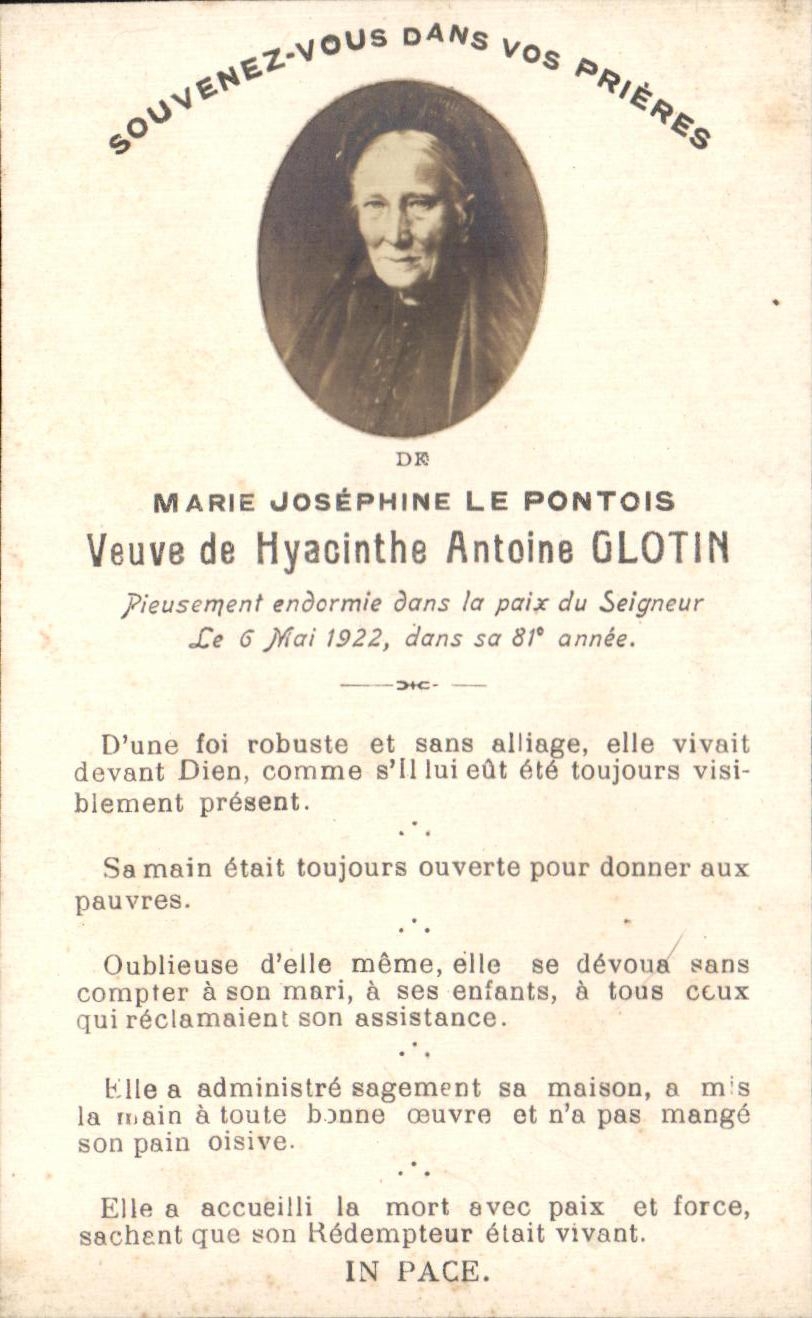 SOUVENEZ-VOUS DANS VOS PRIÈRES
DE
MARIE JOSÉPHINE LE PONTOIS
Veuve de Hyacinthe Antoine GLOTIN
Pieusement endormie dans la paix du Seigneur
Le 6 Mai 1922, dans sa 81e année.
D'une foi robuste et sans alliage, elle vivait
devant Dien, comme s'Il lui eût été toujours visi-
blement présent.
Sa main était toujours ouverte pour donner aux
pauvres.
Oublieuse d'elle même, elle se dévoua sans
compter à son mari, à ses enfants, à tous ceux
qui réclamaient son assistance.
Elle a administré sagement sa maison, a mis
la main à toute bonne œuvre et n'a pas mangé
son pain oisive.
Elle a accueilli la mort avec paix et force,
sachent que son Rédempteur était vivant.
IN PACE.